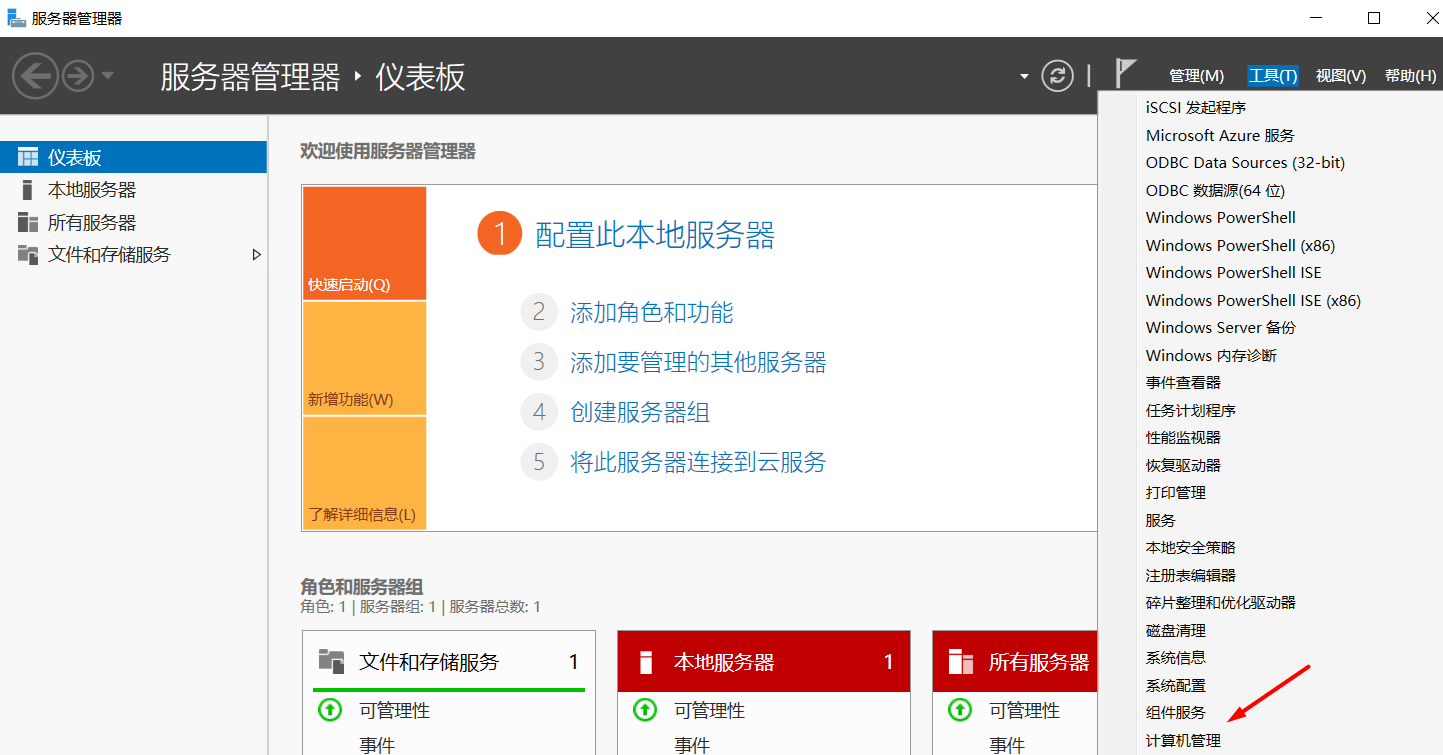 服务器管理器
服务器管理器 仪表板
管理(M) 工具(T) 视图(V) 帮助(H)
仪表板
本地服务器
所有服务器
文件和存储服务
欢迎使用服务器管理器
快速启动(Q)
新增功能(W)
了解详细信息(L)
1 配置此本地服务器
2 添加角色和功能
3 添加要管理的其他服务器
4 创建服务器组
5 将此服务器连接到云服务
角色和服务器组
角色: 1 | 服务器组: 1 | 服务器总数: 1
文件和存储服务 1
可管理性
事件
本地服务器 1
可管理性
事件
所有服务器
可管理性
事件
iSCSI 发起程序
Microsoft Azure 服务
ODBC Data Sources (32-bit)
ODBC 数据源(64 位)
Windows PowerShell
Windows PowerShell (x86)
Windows PowerShell ISE
Windows PowerShell ISE (x86)
Windows Server 备份
Windows 内存诊断
事件查看器
任务计划程序
性能监视器
恢复驱动器
打印管理
服务
本地安全策略
注册表编辑器
碎片整理和优化驱动器
磁盘清理
系统信息
系统配置
组件服务
计算机管理